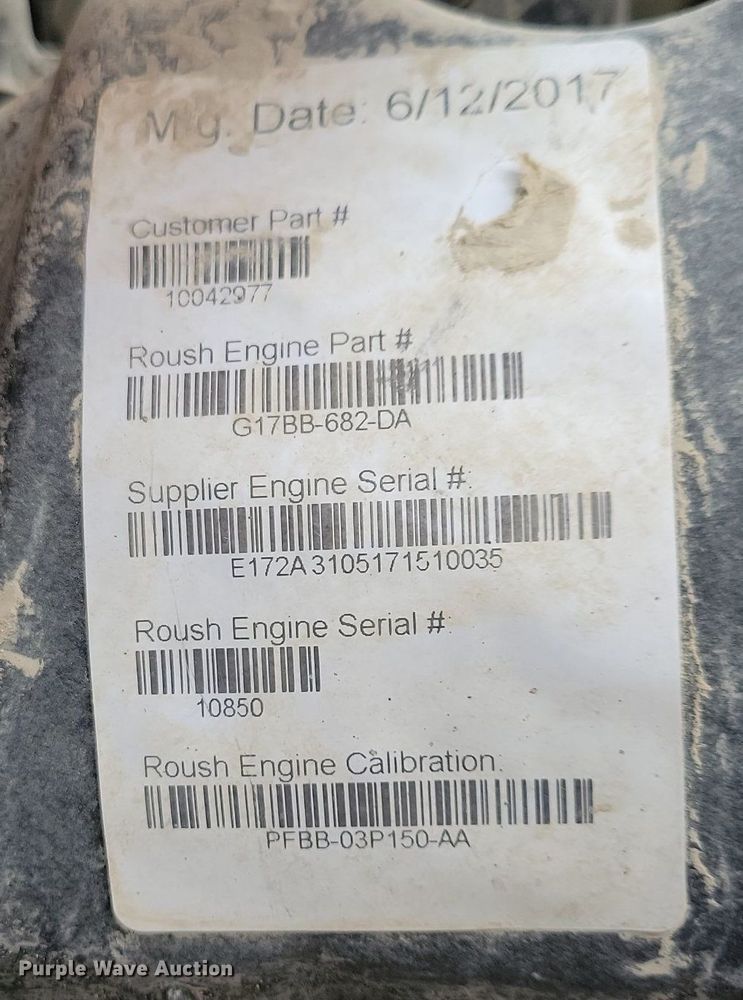 Mfg. Date: 6/12/2017
Customer Part #
10042977
Roush Engine Part #
G17BB-682-DA
Supplier Engine Serial #:
E172A3105171510035
Roush Engine Serial #:
10850
Roush Engine Calibration:
PFBB-03P150-AA
Purple Wave Auction